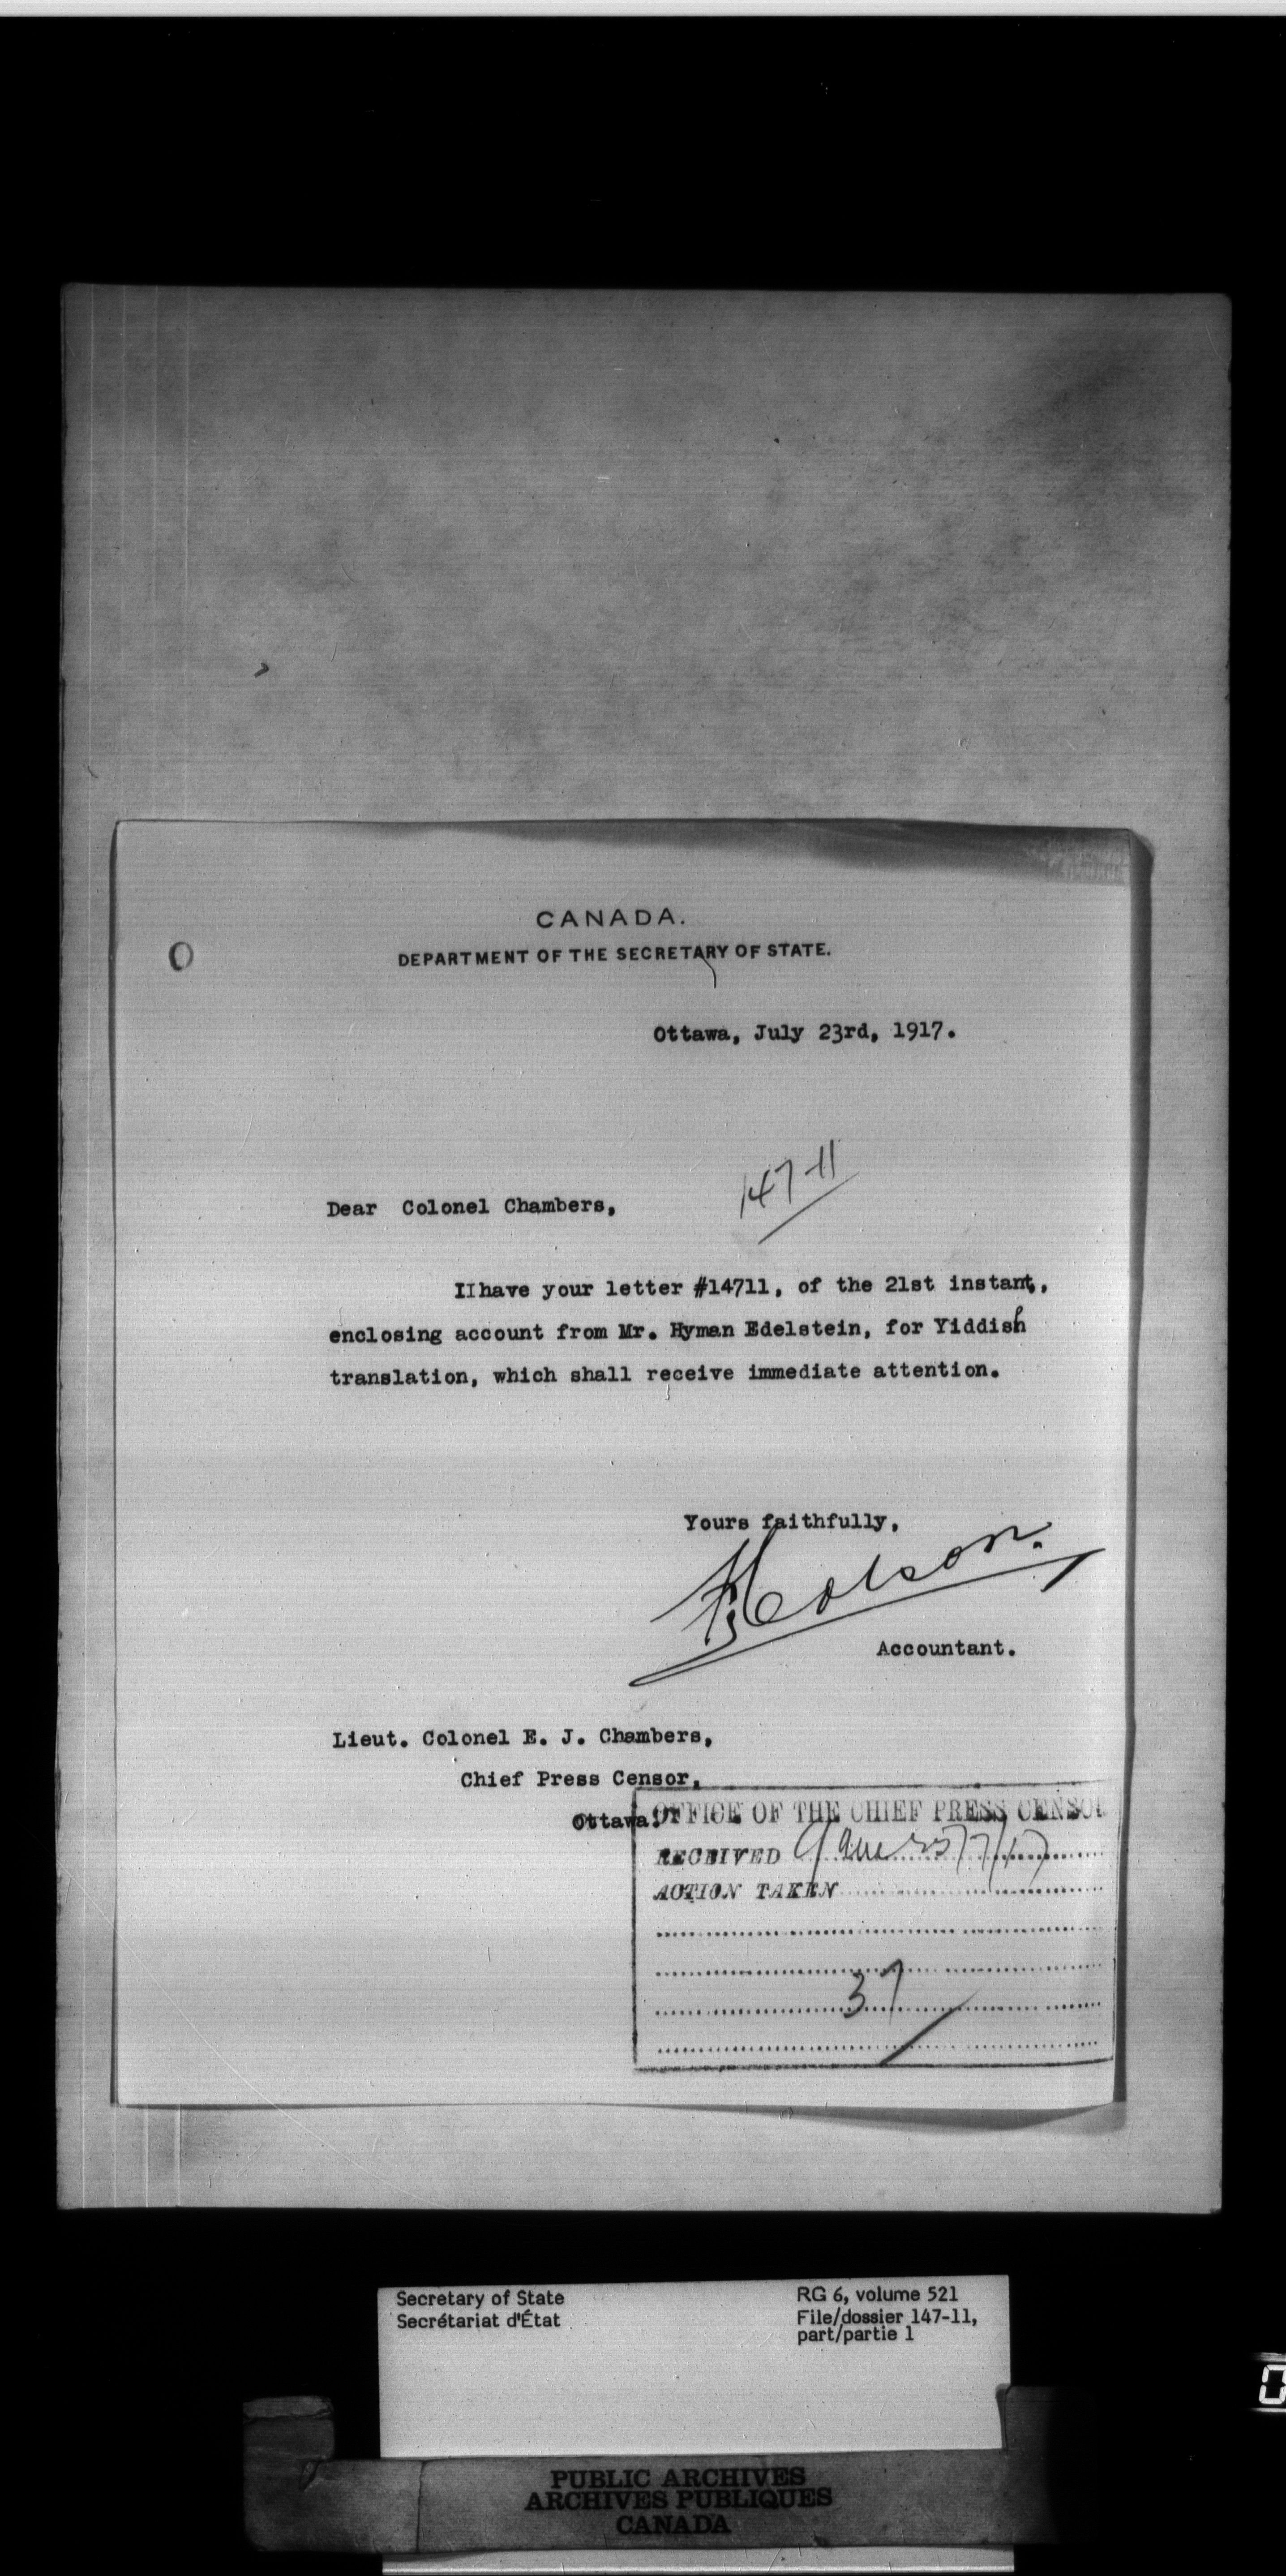 CANADA.
DEPARTMENT OF THE SECRETARY OF STATE.
Ottawa, July 23rd, 1917.
147-11
Dear Colonel Chambers,
IIhave your letter #14711, of the 21st instant,,
enclosing account from Mr. Hyman Edelstein, for Yiddish
translation, which shall receive immediate attention.
Yours faithfully,
Accountant.
Lieut. Colonel E. J. Chambers,
Chief Press Censor,
Ottawa.
OFFICE OF THE CHIEF PRESS CENSOR
RECEIVED
ACTION TAKEN
37
Secretary of State
Secrétariat d'État
RG 6, volume 521
File/dossier 147-11,
part/partie 1
PUBLIC ARCHIVES
ARCHIVES PUBLIQUES
CANADA